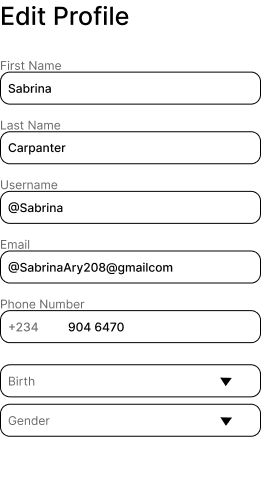 Edit Profile
First Name
Sabrina
Last Name
Carpanter
Username
@Sabrina
Email
@SabrinaAry208@gmailcom
Phone Number
+234 904 6470
Birth
Gender